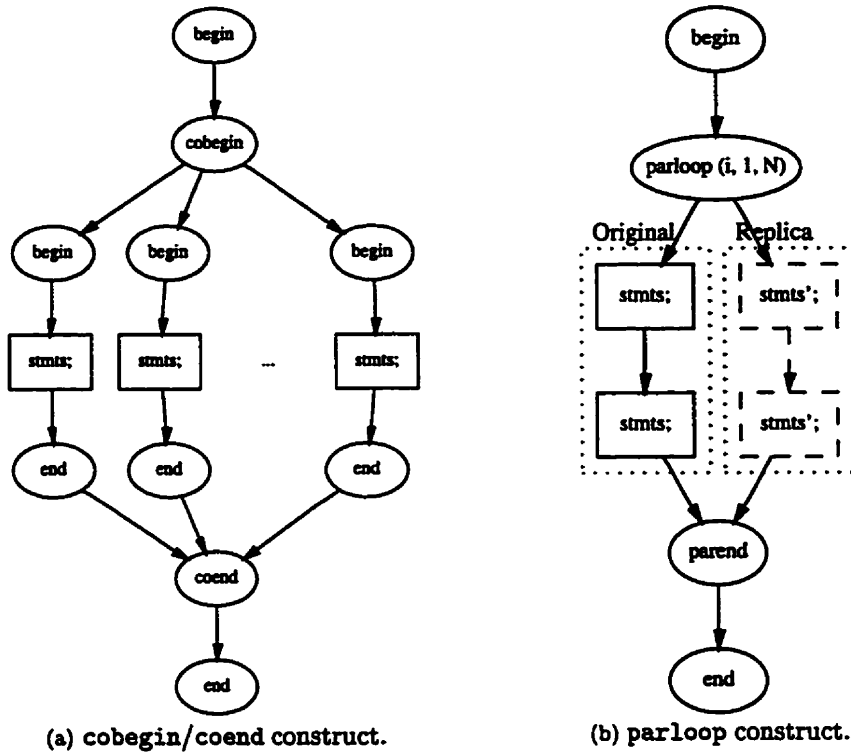 begin
cobegin
begin
begin
begin
stmts;
stmts;
...
stmts;
end
end
end
coend
end
(a) cobegin/coend construct.
begin
parloop (i, 1, N)
Original
Replica
stmts;
stmts';
stmts;
stmts';
parend
end
(b) parloop construct.